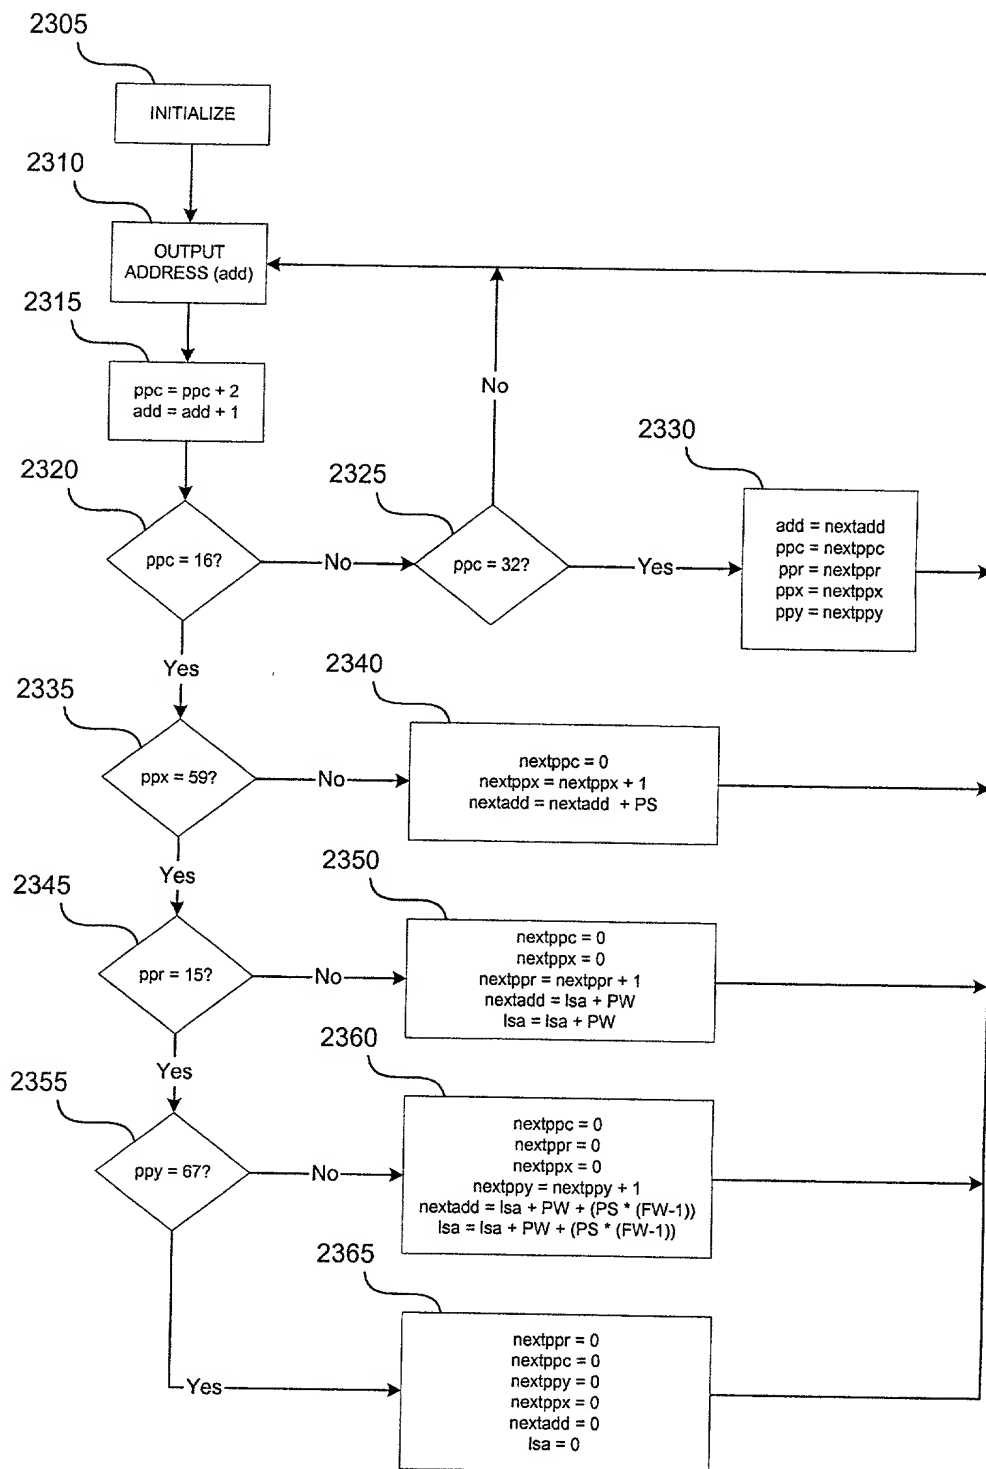 2305
INITIALIZE
2310
OUTPUT
ADDRESS (add)
2315
ppc = ppc + 2
add = add + 1
No
2320
ppc = 16?
No
2325
ppc = 32?
Yes
2330
add = nextadd
ppc = nextppc
ppr = nextppr
ppx = nextppx
ppy = nextppy
Yes
2335
ppx = 59?
No
2340
nextppc = 0
nextppx = nextppx + 1
nextadd = nextadd + PS
Yes
2345
ppr = 15?
No
2350
nextppc = 0
nextppx = 0
nextppr = nextppr + 1
nextadd = lsa + PW
lsa = lsa + PW
Yes
2355
ppy = 67?
No
2360
nextppc = 0
nextppr = 0
nextppx = 0
nextppy = nextppy + 1
nextadd = lsa + PW + (PS * (FW-1))
lsa = lsa + PW + (PS * (FW-1))
Yes
2365
nextppr = 0
nextppc = 0
nextppy = 0
nextppx = 0
nextadd = 0
lsa = 0